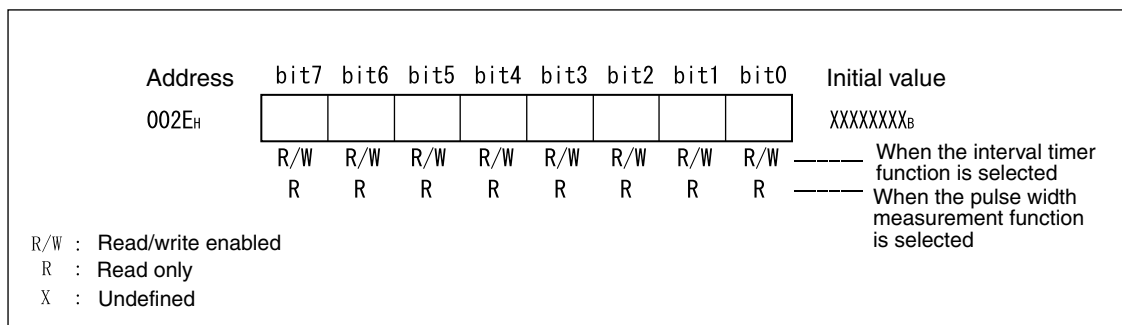 Address bit7 bit6 bit5 bit4 bit3 bit2 bit1 bit0 Initial value
002EH XXXXXXXXB
R/W R/W R/W R/W R/W R/W R/W R/W When the interval timer
function is selected
R R R R R R R R When the pulse width
measurement function
is selected
R/W : Read/write enabled
R : Read only
X : Undefined